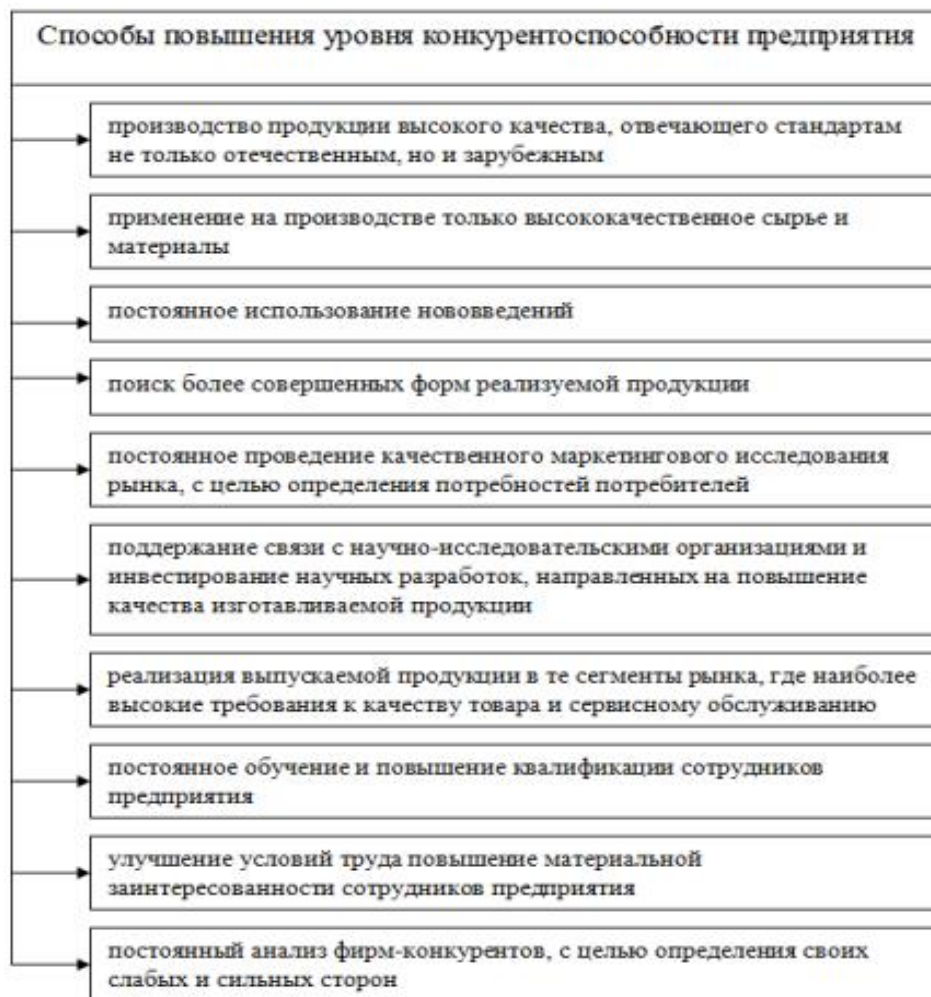 Способы повышения уровня конкурентоспособности предприятия
производство продукции высокого качества, отвечающего стандартам
не только отечественным, но и зарубежным
применение на производстве только высококачественное сырье и
материалы
постоянное использование нововведений
поиск более совершенных форм реализуемой продукции
постоянное проведение качественного маркетингового исследования
рынка, с целью определения потребностей потребителей
поддержание связи с научно-исследовательскими организациями и
инвестирование научных разработок, направленных на повышение
качества изготавливаемой продукции
реализация выпускаемой продукции в те сегменты рынка, где наиболее
высокие требования к качеству товара и сервисному обслуживанию
постоянное обучение и повышение квалификации сотрудников
предприятия
улучшение условий труда повышение материальной
заинтересованности сотрудников предприятия
постоянный анализ фирм-конкурентов, с целью определения своих
слабых и сильных сторон